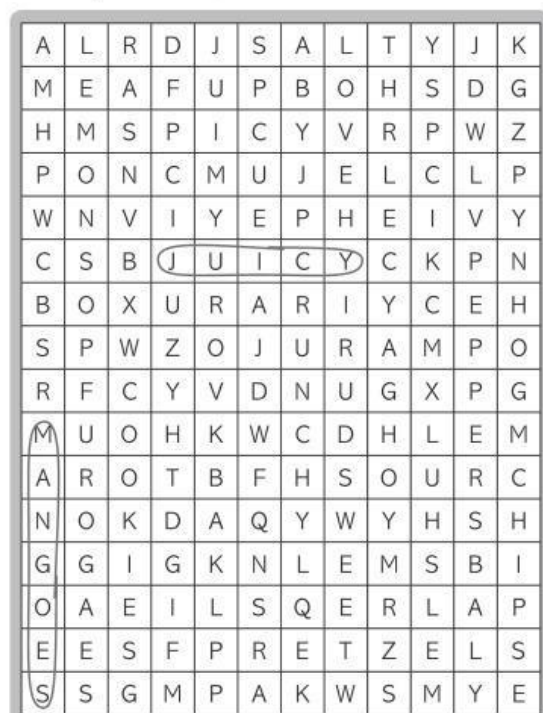 A L R D J S A L T Y J K
M E A F U P B O H S D G
H M S P I C Y V R P W Z
P O N C M U J E L C L P
W N V I Y E P H E I V Y
C S B J U I C Y C K P N
B O X U R A R I Y C E H
S P W Z O J U R A M P O
R F C Y V D N U G X P G
M U O H K W C D H L E M
A R O T B F H S O U R C
N O K D A Q Y W Y H S H
G G I G K N L E M S B I
O A E I L S Q E R L A P
E E S F P R E T Z E L S
S S G M P A K W S M Y E